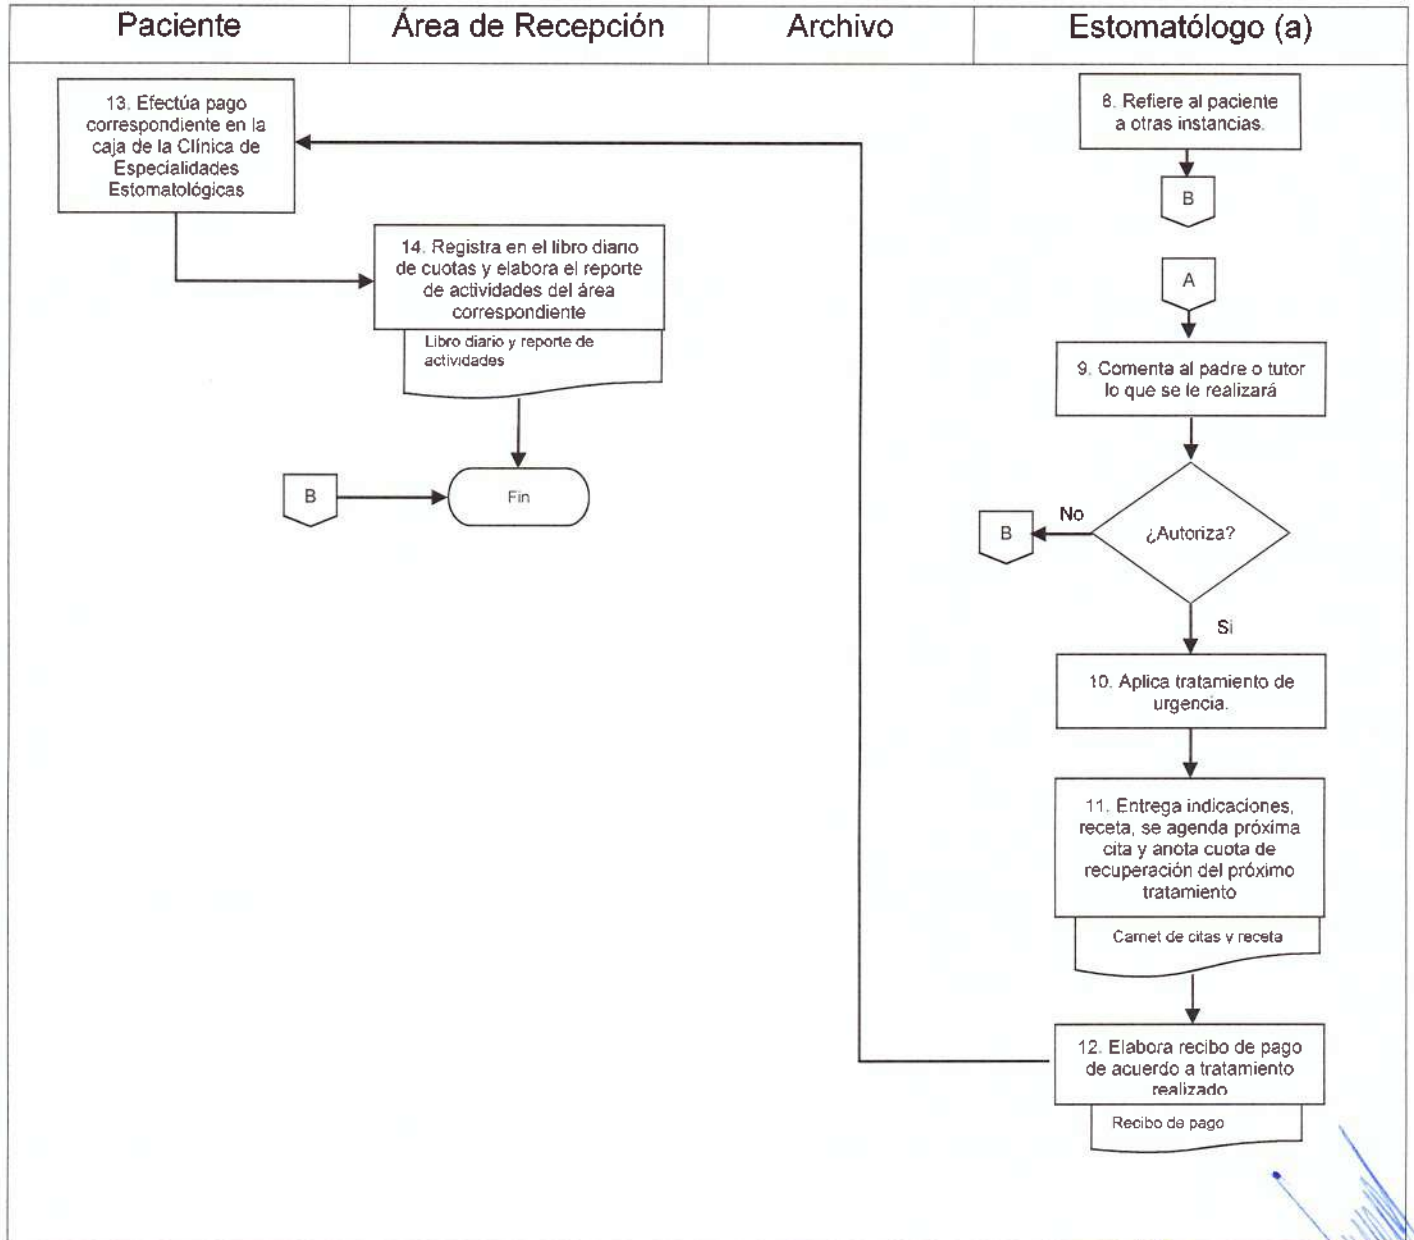 Paciente
Área de Recepción
Archivo
Estomatólogo (a)
13. Efectúa pago
correspondiente en la
caja de la Clínica de
Especialidades
Estomatológicas
8. Refiere al paciente
a otras instancias.
B
14. Registra en el libro diario
de cuotas y elabora el reporte
de actividades del área
correspondiente
Libro diario y reporte de
actividades
A
9. Comenta al padre o tutor
lo que se le realizará
B
Fin
B
No
¿Autoriza?
Si
10. Aplica tratamiento de
urgencia.
11. Entrega indicaciones,
receta, se agenda próxima
cita y anota cuota de
recuperación del próximo
tratamiento
Carnet de citas y receta
12. Elabora recibo de pago
de acuerdo a tratamiento
realizado
Recibo de pago